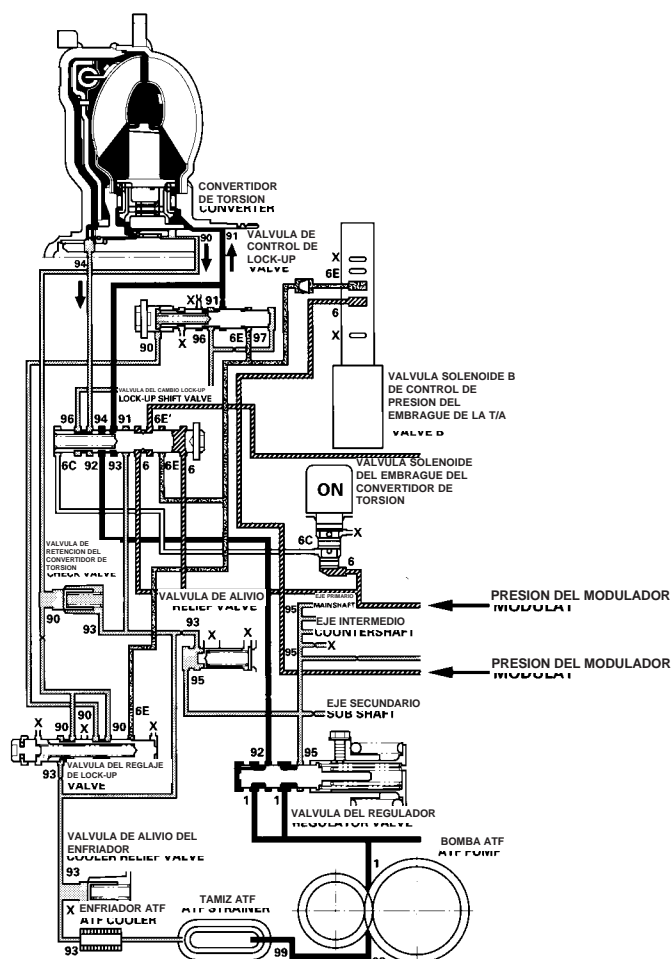 CONVERTIDOR
DE TORSION
CONVERTER
90
91
VALVULA DE
CONTROL DE
LOCK-UP
VALVE
94
X
6E
6
X
X
91
90
X
96
6E
97
VALVULA SOLENOIDE B
DE CONTROL DE
PRESION DEL
EMBRAGUE DE LA T/A
VALVE B
VALVULA DEL CAMBIO LOCK-UP
LOCK-UP SHIFT VALVE
96
94
91
6E'
6C
92
93
6
6E
6
VALVULA SOLENOIDE
DEL EMBRAGUE DEL
CONVERTIDOR DE
TORSION
ON
X
6C
6
VALVULA DE
RETENCION DEL
CONVERTIDOR DE
TORSION
CHECK VALVE
90
93
VALVULA DE ALIVIO
RELIEF VALVE
93
X
X
95
95
EJE PRIMARIO
MAINSHAFT
EJE INTERMEDIO
COUNTERSHAFT
95
X
PRESION DEL MODULADOR
MODULAT
PRESION DEL MODULADOR
MODULAT
EJE SECUNDARIO
SUB SHAFT
X
90
90
X
90
6E
X
93
VALVULA DEL REGLAJE
DE LOCK-UP
VALVE
92
95
1
1
VALVULA DEL REGULADOR
REGULATOR VALVE
BOMBA ATF
ATF PUMP
1
VALVULA DE ALIVIO DEL
ENFRIADOR
COOLER RELIEF VALVE
93
X
ENFRIADOR ATF
ATF COOLER
93
TAMIZ ATF
ATF STRAINER
99